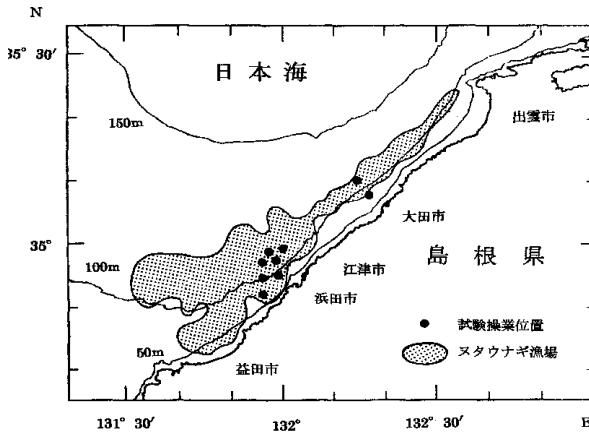 N
35° 30′
日本海
150m
出雲市
大田市
35°
島根県
100m
江津市
浜田市
試験操業位置
50m
ヌタウナギ漁場
益田市
131° 30′
132°
132° 30′
E